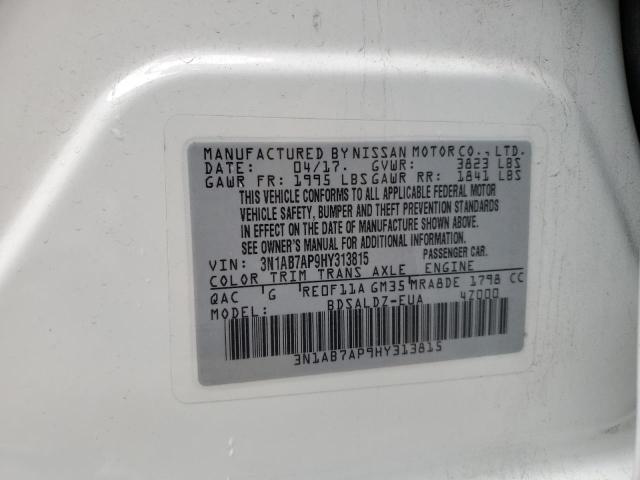 MANUFACTURED BY NISSAN MOTOR CO., LTD.
DATE: 04/17. GVWR: 3823 LBS
GAWR FR: 1995 LBS GAWR RR: 1841 LBS
THIS VEHICLE CONFORMS TO ALL APPLICABLE FEDERAL MOTOR
VEHICLE SAFETY, BUMPER AND THEFT PREVENTION STANDARDS
IN EFFECT ON THE DATE OF MANUFACTURE SHOWN ABOVE.
SEE OWNER'S MANUAL FOR ADDITIONAL INFORMATION.
VIN: 3N1AB7AP9HY313815 PASSENGER CAR.
COLOR TRIM TRANS AXLE ENGINE
QAC G RE0F11A GM35 MRA8DE 1798 CC
MODEL: BDSALDZ-EUA 4Z000
3N1AB7AP9HY313815